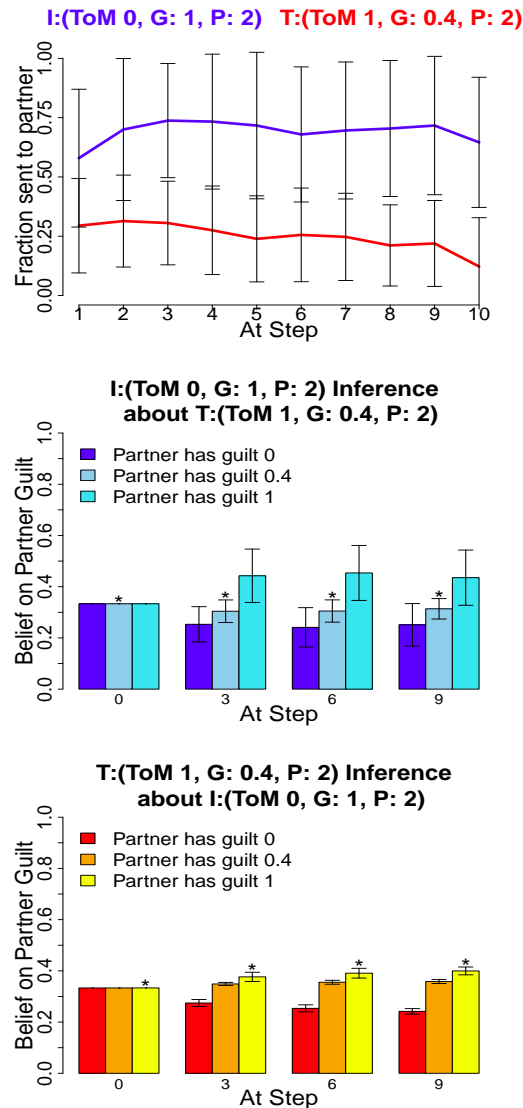 I:(ToM 0, G: 1, P: 2) T:(ToM 1, G: 0.4, P: 2)
Fraction sent to partner
0.00 0.25 0.50 0.75 1.00
1 2 3 4 5 6 7 8 9 10
At Step
I:(ToM 0, G: 1, P: 2) Inference
about T:(ToM 1, G: 0.4, P: 2)
Belief on Partner Guilt
0.0 0.2 0.4 0.6 0.8 1.0
Partner has guilt 0
Partner has guilt 0.4
Partner has guilt 1
* * * *
0 3 6 9
At Step
T:(ToM 1, G: 0.4, P: 2) Inference
about I:(ToM 0, G: 1, P: 2)
Belief on Partner Guilt
0.0 0.2 0.4 0.6 0.8 1.0
Partner has guilt 0
Partner has guilt 0.4
Partner has guilt 1
* * * *
0 3 6 9
At Step